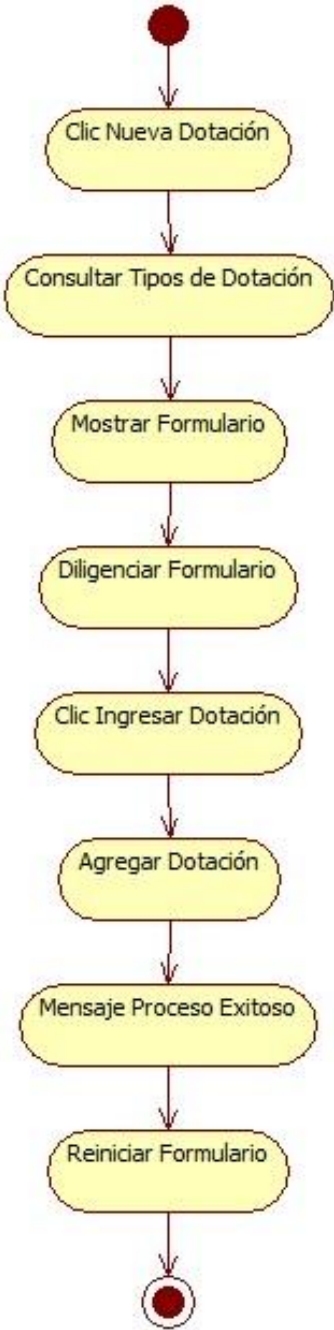 Clic Nueva Dotación
Consultar Tipos de Dotación
Mostrar Formulario
Diligenciar Formulario
Clic Ingresar Dotación
Agregar Dotación
Mensaje Proceso Exitoso
Reiniciar Formulario